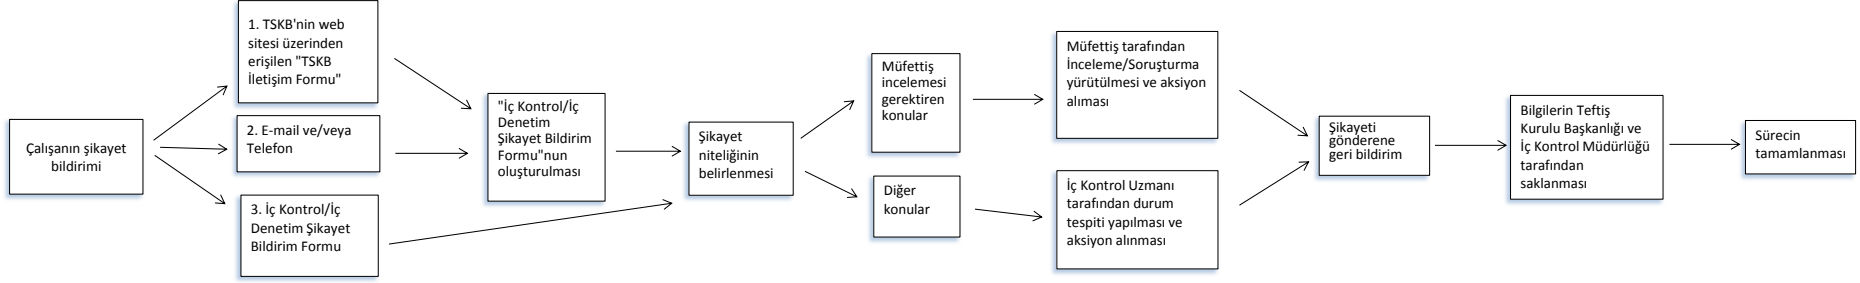 Çalışanın şikayet
bildirimi
1. TSKB'nin web
sitesi üzerinden
erişilen "TSKB
İletişim Formu"
2. E-mail ve/veya
Telefon
3. İç Kontrol/İç
Denetim Şikayet
Bildirim Formu
"İç Kontrol/İç
Denetim
Şikayet Bildirim
Formu"nun
oluşturulması
Şikayet
niteliğinin
belirlenmesi
Müfettiş
incelemesi
gerektiren
konular
Diğer
konular
Müfettiş tarafından
İnceleme/Soruşturma
yürütülmesi ve aksiyon
alıması
İç Kontrol Uzmanı
tarafından durum
tespiti yapılması ve
aksiyon alınması
Şikayeti
gönderene
geri bildirim
Bilgilerin Teftiş
Kurulu Başkanlığı ve
İç Kontrol Müdürlüğü
tarafından
saklanması
Sürecin
tamamlanması